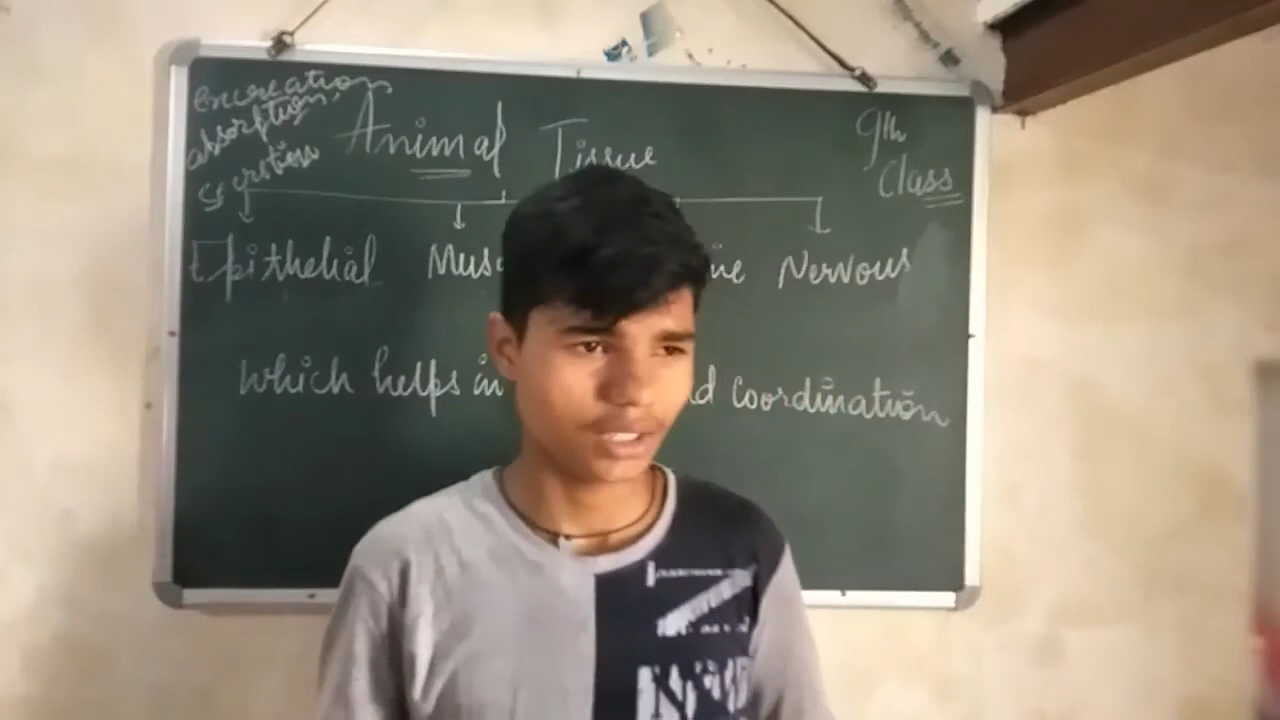 Excreation
absorption,
Secretion
Animal Tissue
9th
Class
Epithelial Nervous
Which helps in coordination